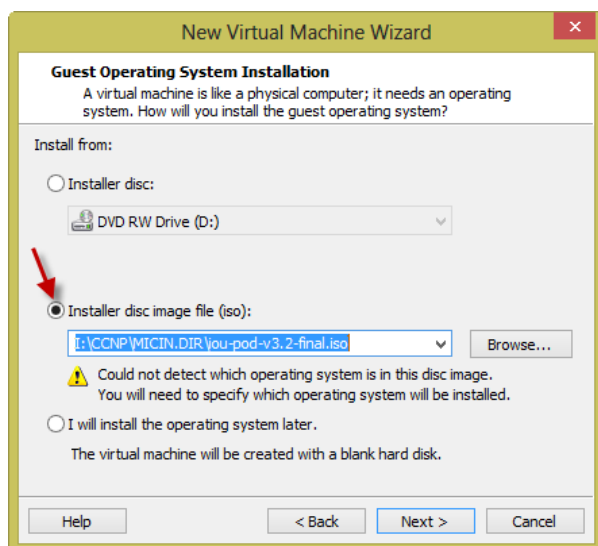 New Virtual Machine Wizard
Guest Operating System Installation
A virtual machine is like a physical computer; it needs an operating
system. How will you install the guest operating system?
Install from:
Installer disc:
DVD RW Drive (D:)
Installer disc image file (iso):
I:\CCNP\MICIN.DIR\iou-pod-v3.2-final.iso
Browse...
Could not detect which operating system is in this disc image.
You will need to specify which operating system will be installed.
I will install the operating system later.
The virtual machine will be created with a blank hard disk.
Help
< Back
Next >
Cancel